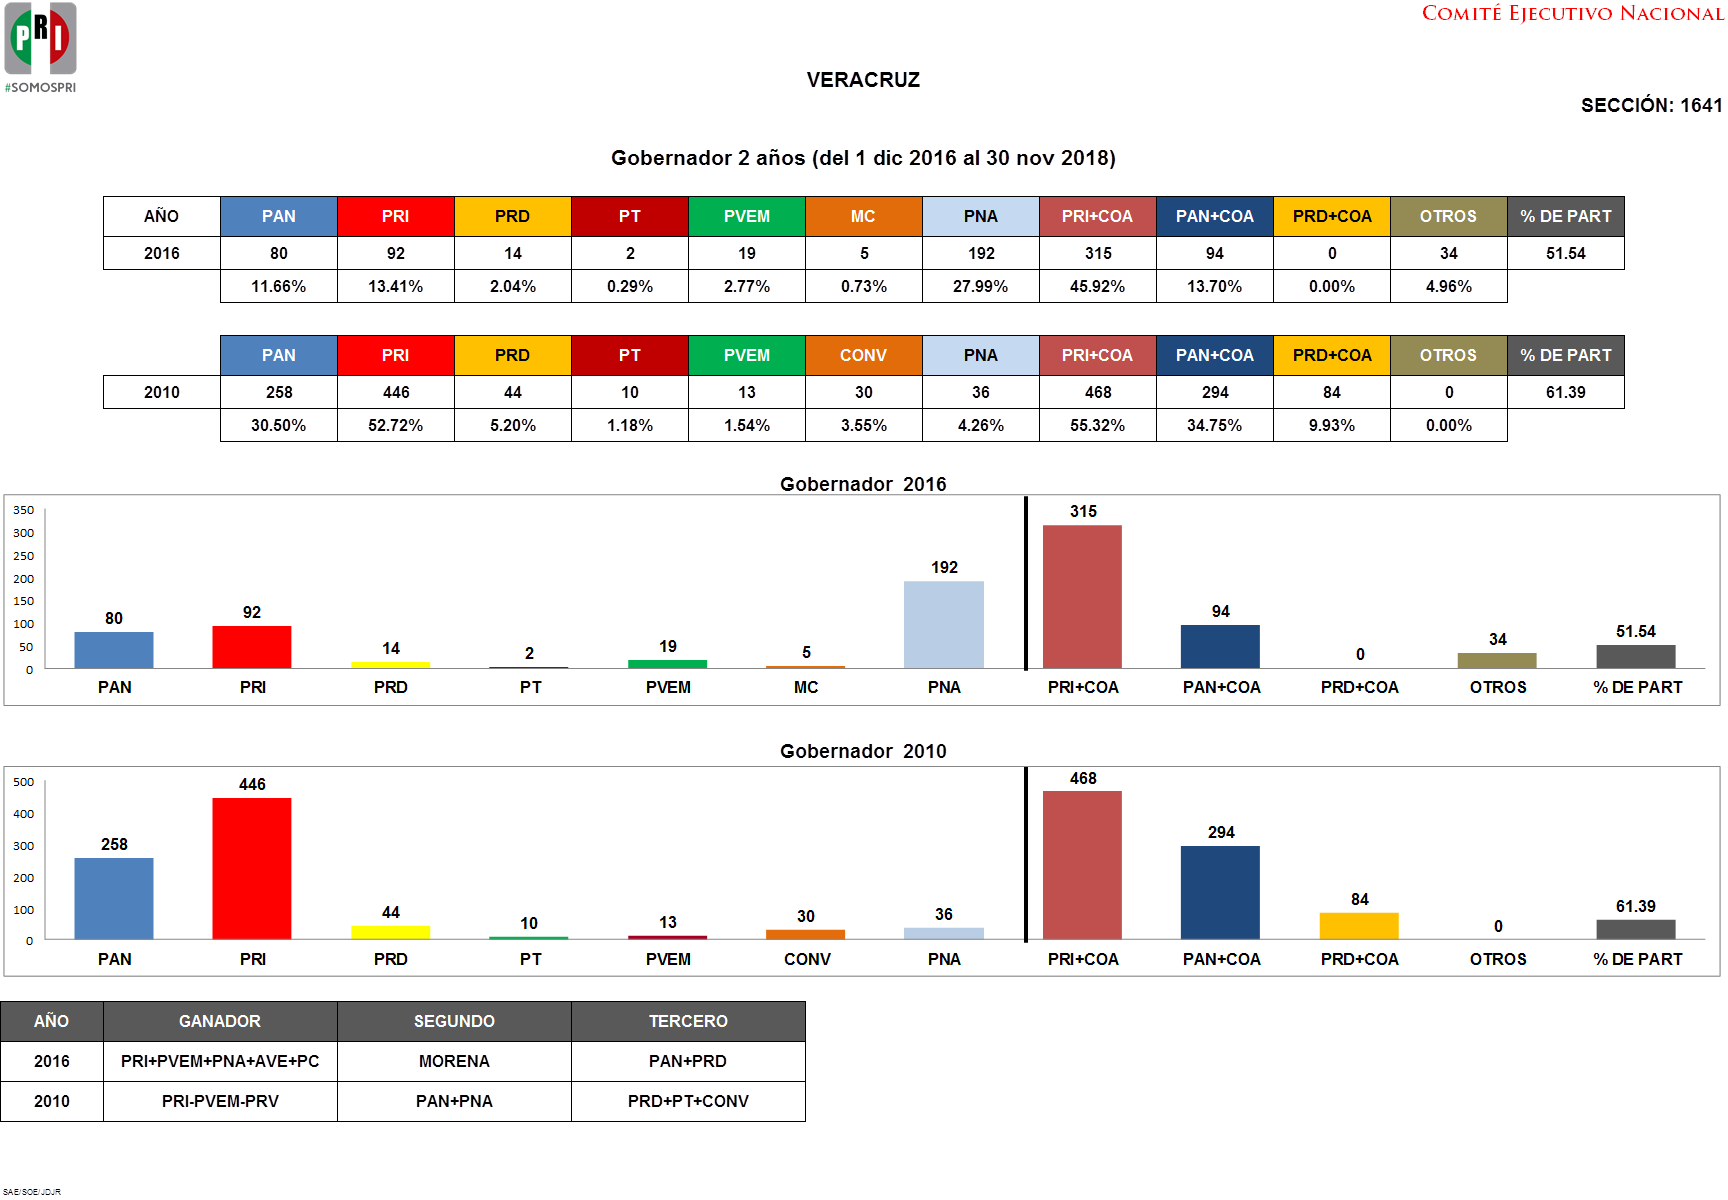 COMITÉ EJECUTIVO NACIONAL
PRI
#SOMOSPRI
VERACRUZ
SECCIÓN: 1641
Gobernador 2 años (del 1 dic 2016 al 30 nov 2018)
AÑO PAN PRI PRD PT PVEM MC PNA PRI+COA PAN+COA PRD+COA OTROS % DE PART
2016 80 92 14 2 19 5 192 315 94 0 34 51.54
11.66% 13.41% 2.04% 0.29% 2.77% 0.73% 27.99% 45.92% 13.70% 0.00% 4.96%
PAN PRI PRD PT PVEM CONV PNA PRI+COA PAN+COA PRD+COA OTROS % DE PART
2010 258 446 44 10 13 30 36 468 294 84 0 61.39
30.50% 52.72% 5.20% 1.18% 1.54% 3.55% 4.26% 55.32% 34.75% 9.93% 0.00%
Gobernador 2016
350
300
250
200
150
100
50
0
80 92 14 2 19 5 192 315 94 0 34 51.54
PAN PRI PRD PT PVEM MC PNA PRI+COA PAN+COA PRD+COA OTROS % DE PART
Gobernador 2010
500
400
300
200
100
0
258 446 44 10 13 30 36 468 294 84 0 61.39
PAN PRI PRD PT PVEM CONV PNA PRI+COA PAN+COA PRD+COA OTROS % DE PART
AÑO GANADOR SEGUNDO TERCERO
2016 PRI+PVEM+PNA+AVE+PC MORENA PAN+PRD
2010 PRI-PVEM-PRV PAN+PNA PRD+PT+CONV
SAE/SOE/JDJR